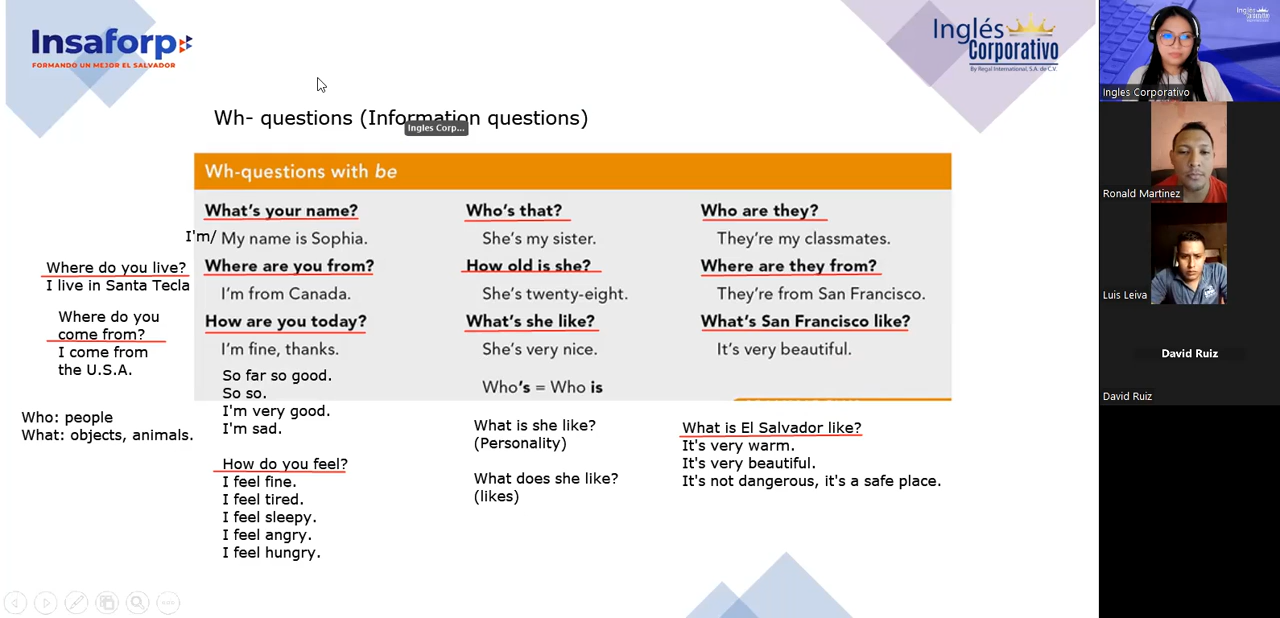 Insaforp
FORMANDO UN MEJOR EL SALVADOR
Inglés
Corporativo
By Regal International, S.A. de C.V.
Wh- questions (Information questions)
Ingles Corp...
Wh-questions with be
What's your name?
I'm/ My name is Sophia.
Where are you from?
I'm from Canada.
How are you today?
I'm fine, thanks.
So far so good.
So so.
I'm very good.
I'm sad.
How do you feel?
I feel fine.
I feel tired.
I feel sleepy.
I feel angry.
I feel hungry.
Where do you live?
I live in Santa Tecla
Where do you
come from?
I come from
the U.S.A.
Who: people
What: objects, animals.
Who's that?
She's my sister.
How old is she?
She's twenty-eight.
What's she like?
She's very nice.
Who's = Who is
What is she like?
(Personality)
What does she like?
(likes)
Who are they?
They're my classmates.
Where are they from?
They're from San Francisco.
What's San Francisco like?
It's very beautiful.
What is El Salvador like?
It's very warm.
It's very beautiful.
It's not dangerous, it's a safe place.
Inglés
Corporativo
Ingles Corporativo
Ronald Martinez
Luis Leiva
David Ruiz
David Ruiz